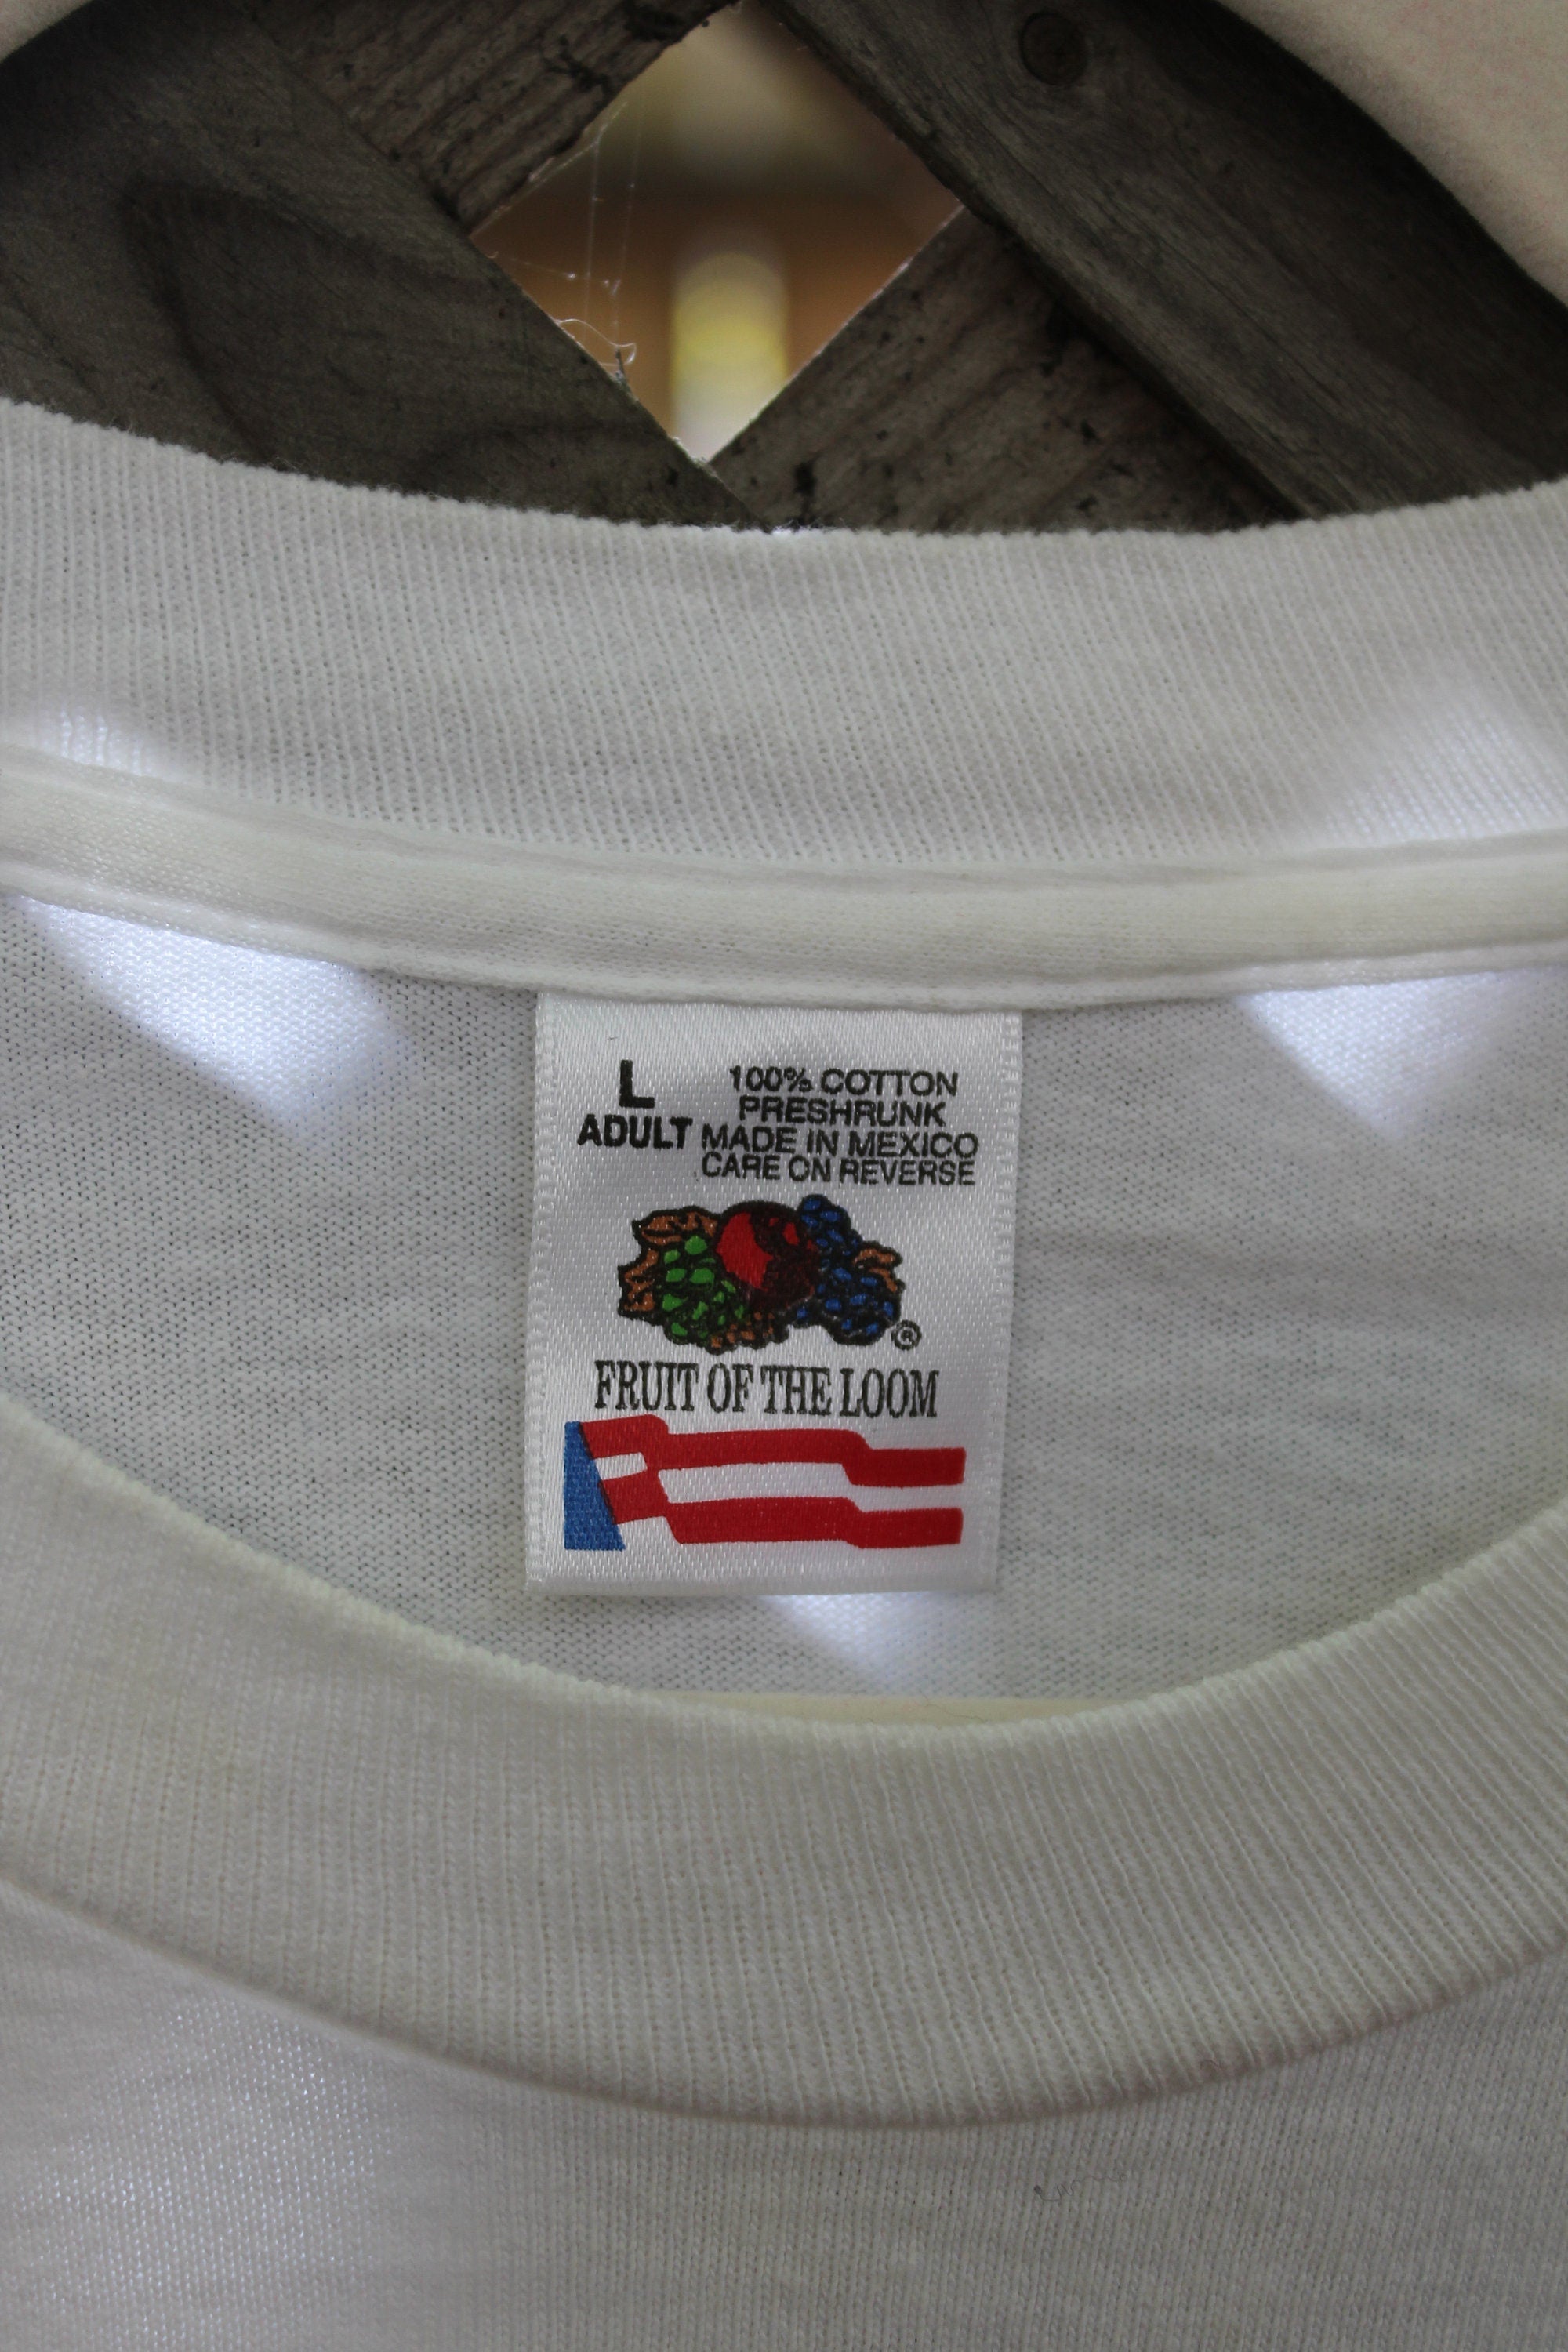 L
ADULT
100% COTTON
PRESHRUNK
MADE IN MEXICO
CARE ON REVERSE
®
FRUIT OF THE LOOM